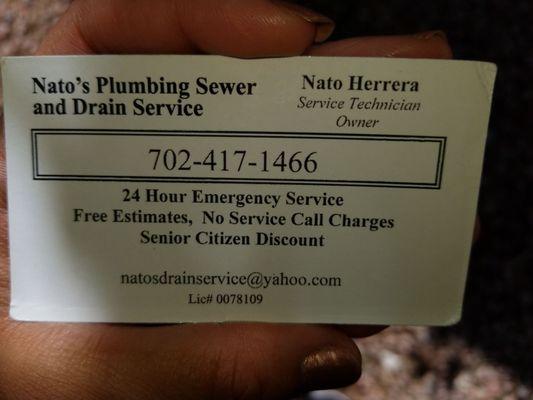 Nato's Plumbing Sewer
and Drain Service
Nato Herrera
Service Technician
Owner
702-417-1466
24 Hour Emergency Service
Free Estimates, No Service Call Charges
Senior Citizen Discount
natosdrainservice@yahoo.com
Lic# 0078109